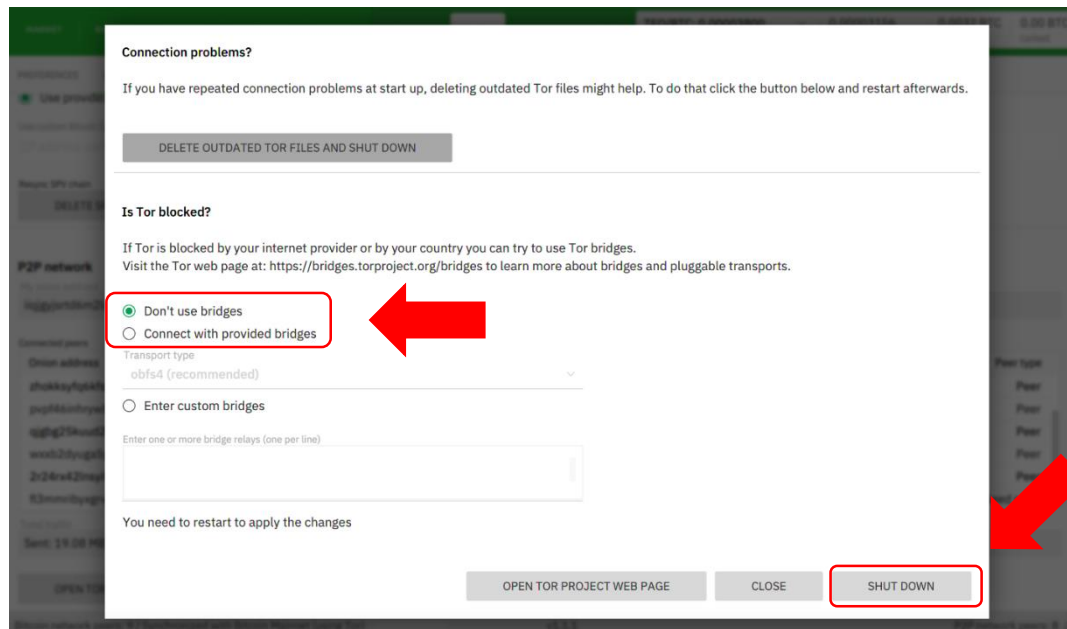 Connection problems?
If you have repeated connection problems at start up, deleting outdated Tor files might help. To do that click the button below and restart afterwards.
DELETE OUTDATED TOR FILES AND SHUT DOWN
Is Tor blocked?
If Tor is blocked by your internet provider or by your country you can try to use Tor bridges.
Visit the Tor web page at: https://bridges.torproject.org/bridges to learn more about bridges and pluggable transports.
Don't use bridges
Connect with provided bridges
Transport type
obfs4 (recommended)
Enter custom bridges
Enter one or more bridge relays (one per line)
You need to restart to apply the changes
OPEN TOR PROJECT WEB PAGE
CLOSE
SHUT DOWN
P2P network
Onion address
Peer type
Peer
Peer
Peer
Peer